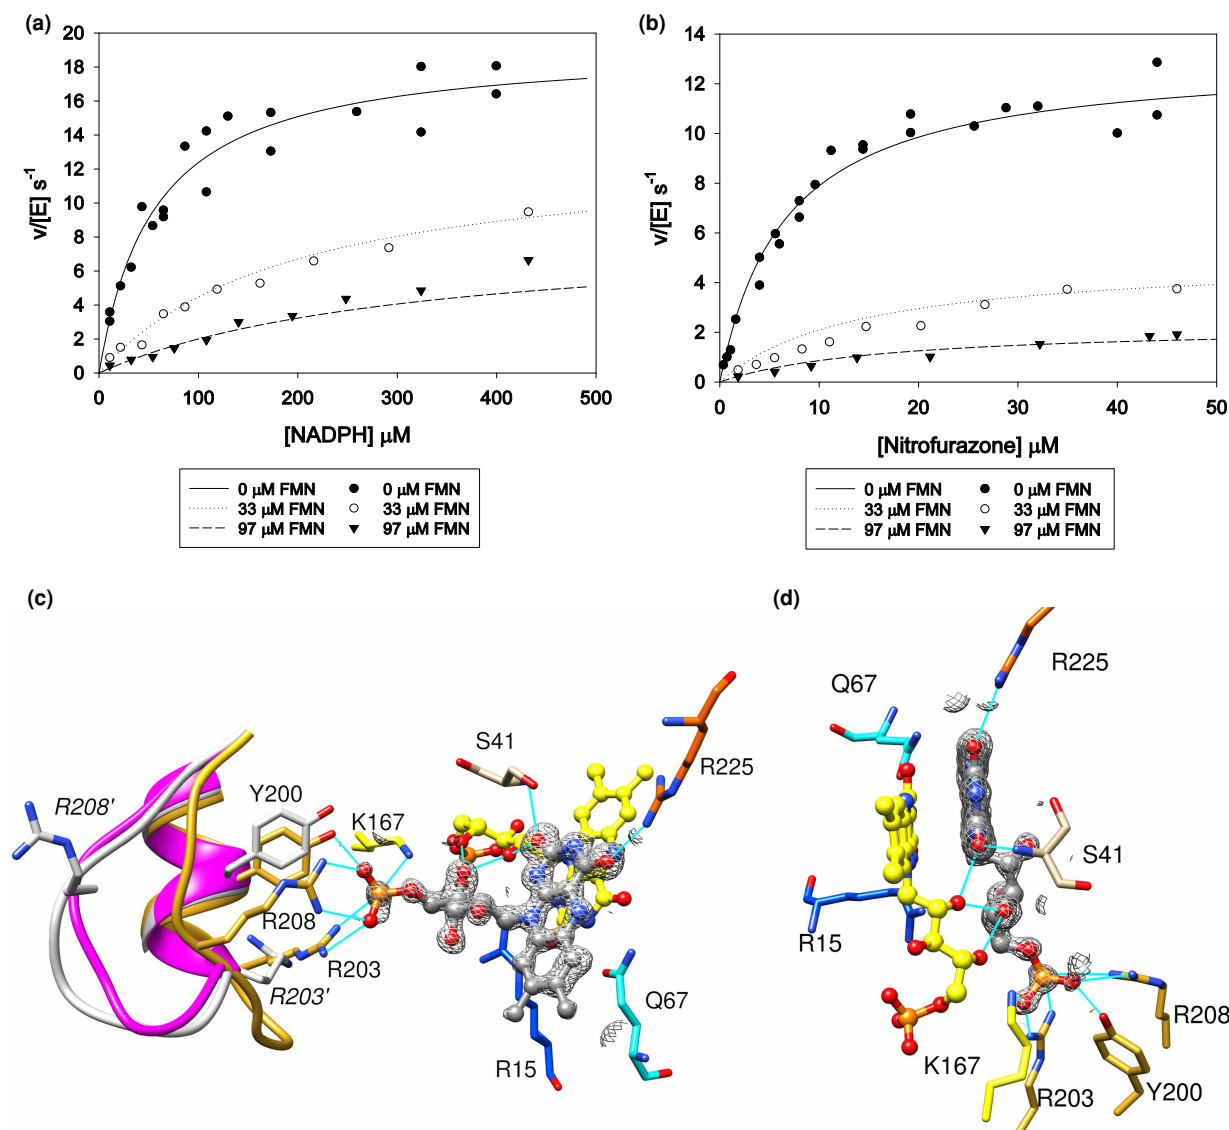 (a)
20
18
16
14
12
10
8
6
4
2
0
v/[E] s⁻¹
0 100 200 300 400 500
[NADPH] μM
0 μM FMN 0 μM FMN
33 μM FMN 33 μM FMN
97 μM FMN 97 μM FMN
(b)
14
12
10
8
6
4
2
0
v/[E] s⁻¹
0 10 20 30 40 50
[Nitrofurazone] μM
0 μM FMN 0 μM FMN
33 μM FMN 33 μM FMN
97 μM FMN 97 μM FMN
(c)
S41
R225
R208'
Y200
K167
R208
R203
R203'
Q67
R15
(d)
R225
Q67
S41
R15
R208
K167
R203
Y200